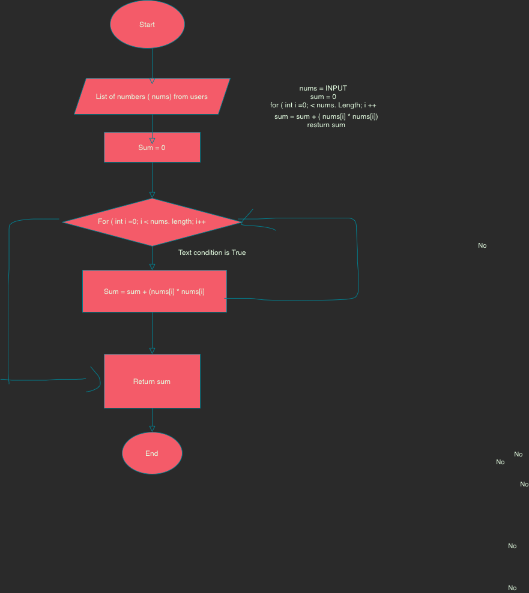 Start
List of numbers ( nums) from users
nums = INPUT
sum = 0
for ( int i =0; < nums. Length; i ++
sum = sum + ( nums[i] * nums[i])
resturn sum
Sum = 0
For ( int i =0; i < nums. length; i++
No
Text condition is True
Sum = sum + (nums[i] * nums[i]
Return sum
End
No
No
No
No
No